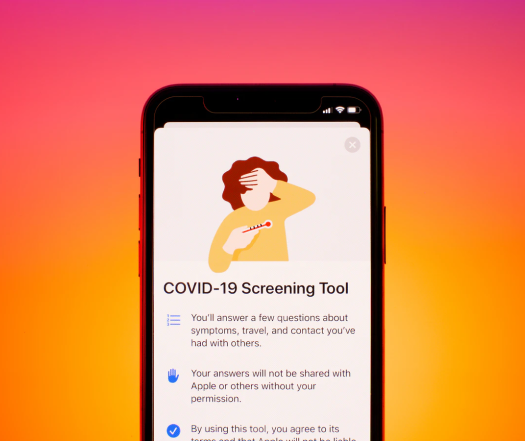 COVID-19 Screening Tool
You'll answer a few questions about
symptoms, travel, and contact you've
had with others.
Your answers will not be shared with
Apple or others without your
permission.
By using this tool, you agree to its
terms and that Apple will not be liable